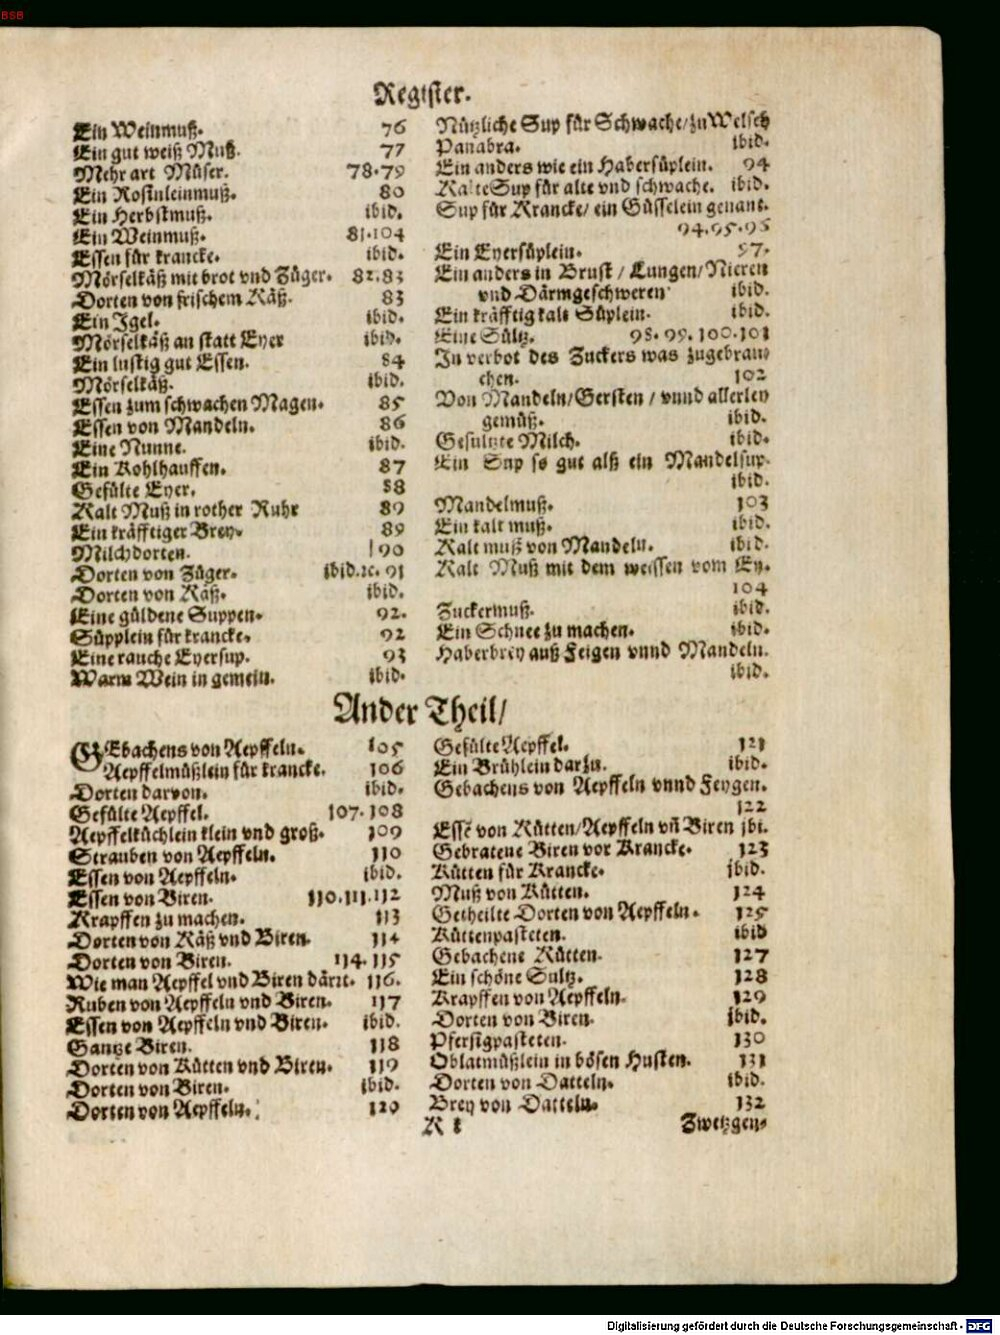 BSB
Register.
Ein Weinmuß. 76
Ein gut weiß Muß. 77
Mehr art Müser. 78.79
Ein Rosinleinmuß. 80
Ein Herbstmuß. ibid.
Ein Weinmuß. 81.104
Essen für krancke. ibid.
Mörselkäß mit brot vnd Züger. 82.83
Dorten von frischem Käß. 83
Ein Jgel. ibid.
Mörselkäß an statt Eyer ibid.
Ein lustig gut Essen. 84
Mörselkäß. ibid.
Essen zum schwachen Magen. 85
Essen von Mandeln. 86
Eine Nunne. ibid.
Ein Kohlhauffen. 87
Gefülte Eyer. 88
Kalt Muß in rother Ruhr 89
Ein kräfftiger Brey. 89
Milchdorten. 90
Dorten von Züger. ibid.ꝛc. 91
Dorten von Käß. ibid.
Eine güldene Suppen. 92.
Süpplein für krancke. 92
Eine rauche Eyersup. 93
Warm Wein in gemein. ibid.
Nützliche Sup für Schwache/zu Welsch
Panabra. ibid.
Ein anders wie ein Habersüplein. 94
Kalte Sup für alte vnd schwache. ibid.
Sup für Krancke/ ein Güsselein genant.
94.95.96
Ein Eyersüplein. 97.
Ein anders in Brust / Lungen/Nieren
vnd Därmgeschweren ibid.
Ein kräfftig kalt Süplein. ibid.
Eine Sültz. 98.99.100.101
Jn verbot des Zuckers was zugebrau⸗
chen. 102
Von Mandeln/Gersten / vnnd allerley
gemüß. ibid.
Gesultzte Milch. ibid.
Ein Sup so gut alß ein Mandelsup.
ibid.
Mandelmuß. 103
Ein kalt muß. ibid.
Kalt muß von Mandeln. ibid.
Kalt Muß mit dem weissen vom Ey.
104
Zuckermuß. ibid.
Ein Schnee zu machen. ibid.
Haberbrey auß Feigen vnnd Mandeln.
ibid.
Ander Theil/
GEbachens von Aepffeln. 105
Aepffelmüßlein für krancke. 106
Dorten darvon. ibid.
Gefülte Aepffel. 107.108
Aepffelküchlein klein vnd groß. 109
Strauben von Aepffeln. 110
Essen von Aepffeln. ibid.
Essen von Biren. 110.111.112
Krapffen zu machen. 113
Dorten von Käß vnd Biren. 114
Dorten von Biren. 114.115
Wie man Aepffel vnd Biren därrt. 116.
Ruben von Aepffeln vnd Biren. 117
Essen von Aepffeln vnd Biren. ibid.
Gantze Biren. 118
Dorten von Kütten vnd Biren. 119
Dorten von Biren. ibid.
Dorten von Aepffeln. 120
Gefülte Aepffel. 121
Ein Brühlein darzu. ibid.
Gebachens von Aepffeln vnnd Feygen.
122
Essẽ von Kütten/Aepffeln vñ Biren ibi.
Gebratene Biren vor Krancke. 123
Kütten für Krancke. ibid.
Muß von Kütten. 124
Getheilte Dorten von Aepffeln. 125
Küttenpasteten. ibid
Gebachene Kütten. 127
Ein schöne Sultz. 128
Krapffen von Aepffeln. 129
Dorten von Biren. ibid.
Pfersigpasteten. 130
Oblatmüßlein in bösen Husten. 131
Dorten von Datteln. ibid.
Brey von Datteln. 132
Zwetzgen.
Digitalisierung gefördert durch die Deutsche Forschungsgemeinschaft - DFG